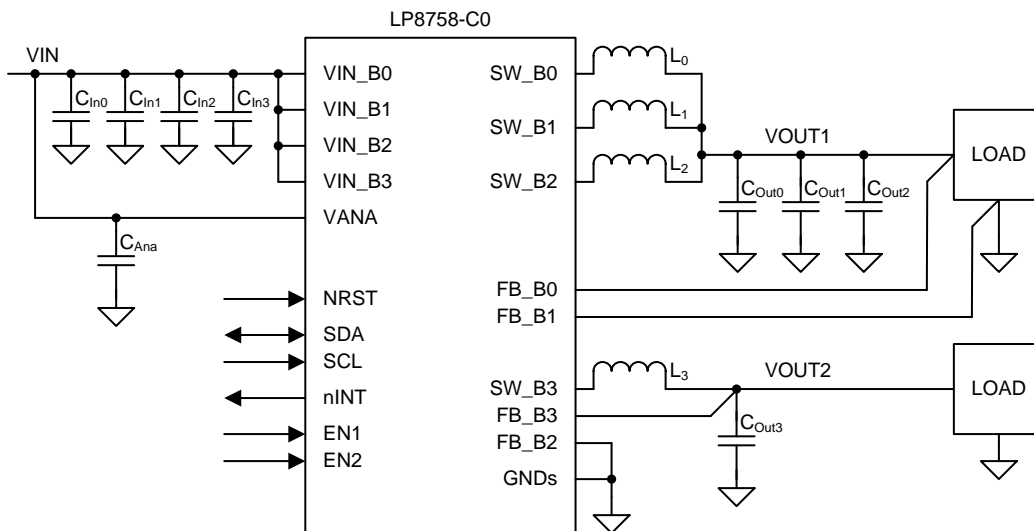 LP8758-C0
VIN
VIN_B0
SW_B0
L0
CIn0
CIn1
CIn2
CIn3
VIN_B1
SW_B1
L1
VOUT1
LOAD
VIN_B2
VIN_B3
SW_B2
L2
COut0
COut1
COut2
VANA
CAna
NRST
FB_B0
FB_B1
SDA
SCL
nINT
EN1
EN2
SW_B3
L3
VOUT2
LOAD
FB_B3
FB_B2
COut3
GNDs